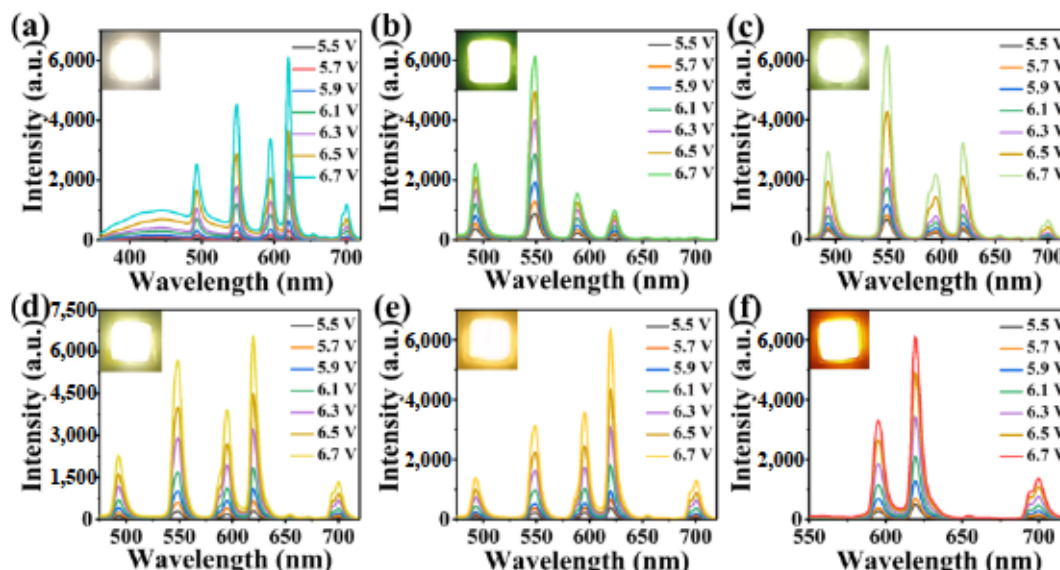 (a)
Intensity (a.u.)
6,000
4,000
2,000
0
400 500 600 700
Wavelength (nm)
5.5 V
5.7 V
5.9 V
6.1 V
6.3 V
6.5 V
6.7 V
(b)
Intensity (a.u.)
6,000
4,000
2,000
0
500 550 600 650 700
Wavelength (nm)
5.5 V
5.7 V
5.9 V
6.1 V
6.3 V
6.5 V
6.7 V
(c)
Intensity (a.u.)
6,000
4,000
2,000
0
500 550 600 650 700
Wavelength (nm)
5.5 V
5.7 V
5.9 V
6.1 V
6.3 V
6.5 V
6.7 V
(d)
Intensity (a.u.)
7,500
6,000
4,500
3,000
1,500
0
500 550 600 650 700
Wavelength (nm)
5.5 V
5.7 V
5.9 V
6.1 V
6.3 V
6.5 V
6.7 V
(e)
Intensity (a.u.)
6,000
4,000
2,000
0
500 550 600 650 700
Wavelength (nm)
5.5 V
5.7 V
5.9 V
6.1 V
6.3 V
6.5 V
6.7 V
(f)
Intensity (a.u.)
6,000
4,000
2,000
0
550 600 650 700
Wavelength (nm)
5.5 V
5.7 V
5.9 V
6.1 V
6.3 V
6.5 V
6.7 V